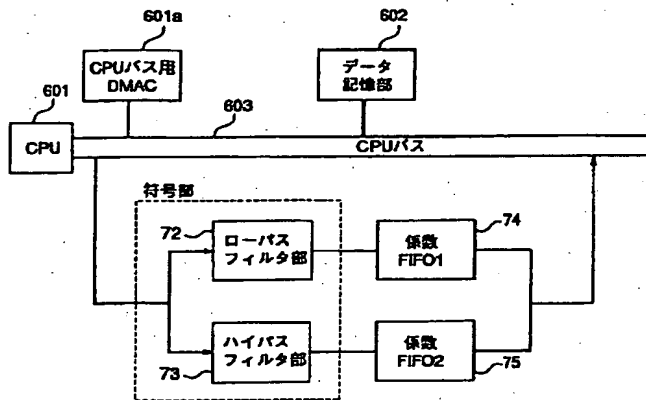 601a
602
CPUバス用
DMAC
データ
記憶部
601
603
CPU
CPUバス
符号部
72
74
ローパス
フィルタ部
係数
FIFO1
ハイパス
フィルタ部
係数
FIFO2
73
75